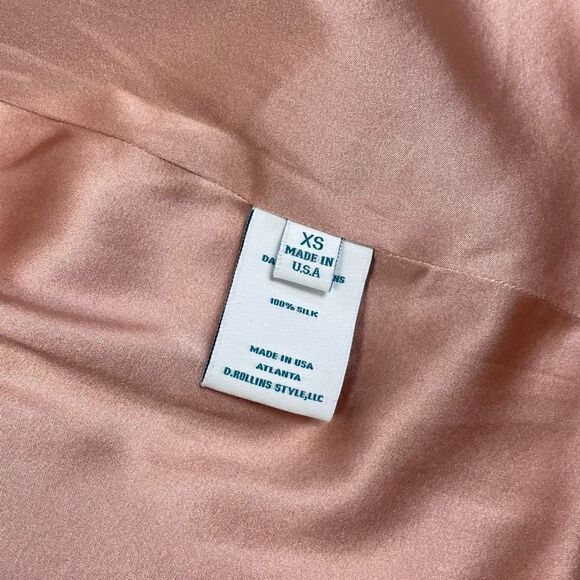 XS
MADE IN
U.S.A
100% SILK
MADE IN USA
ATLANTA
D.ROLLINS STYLE,LLC